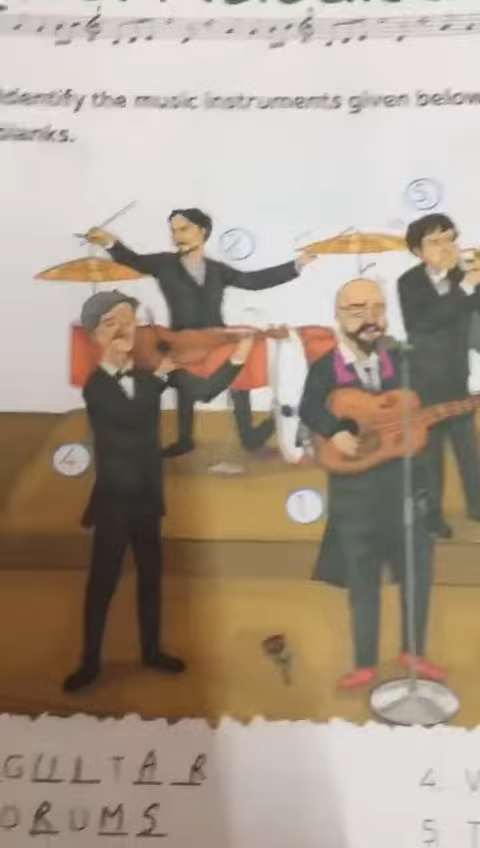 Identify the music instruments given below
blanks.
5
2
4
1
GUITAR
DRUMS
4. V
5. T